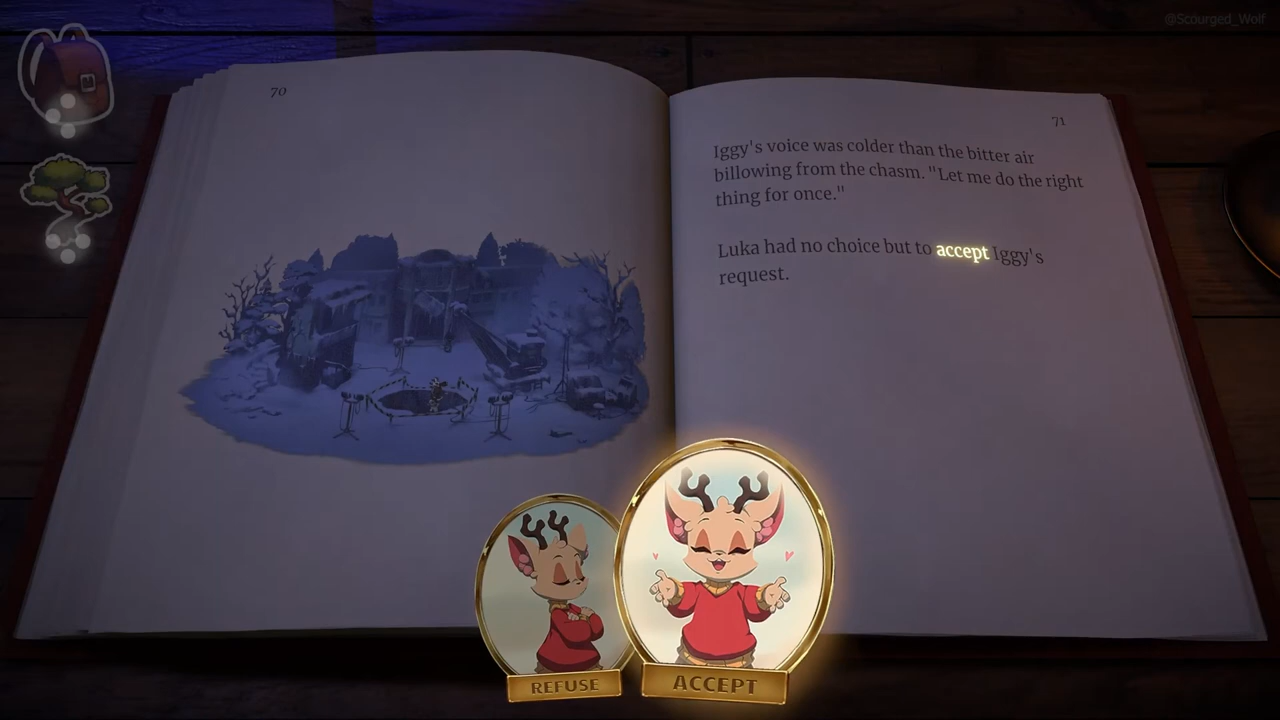 @Scourged_Wolf
70
71
Iggy's voice was colder than the bitter air
billowing from the chasm. "Let me do the right
thing for once."
Luka had no choice but to accept Iggy's
request.
REFUSE
ACCEPT